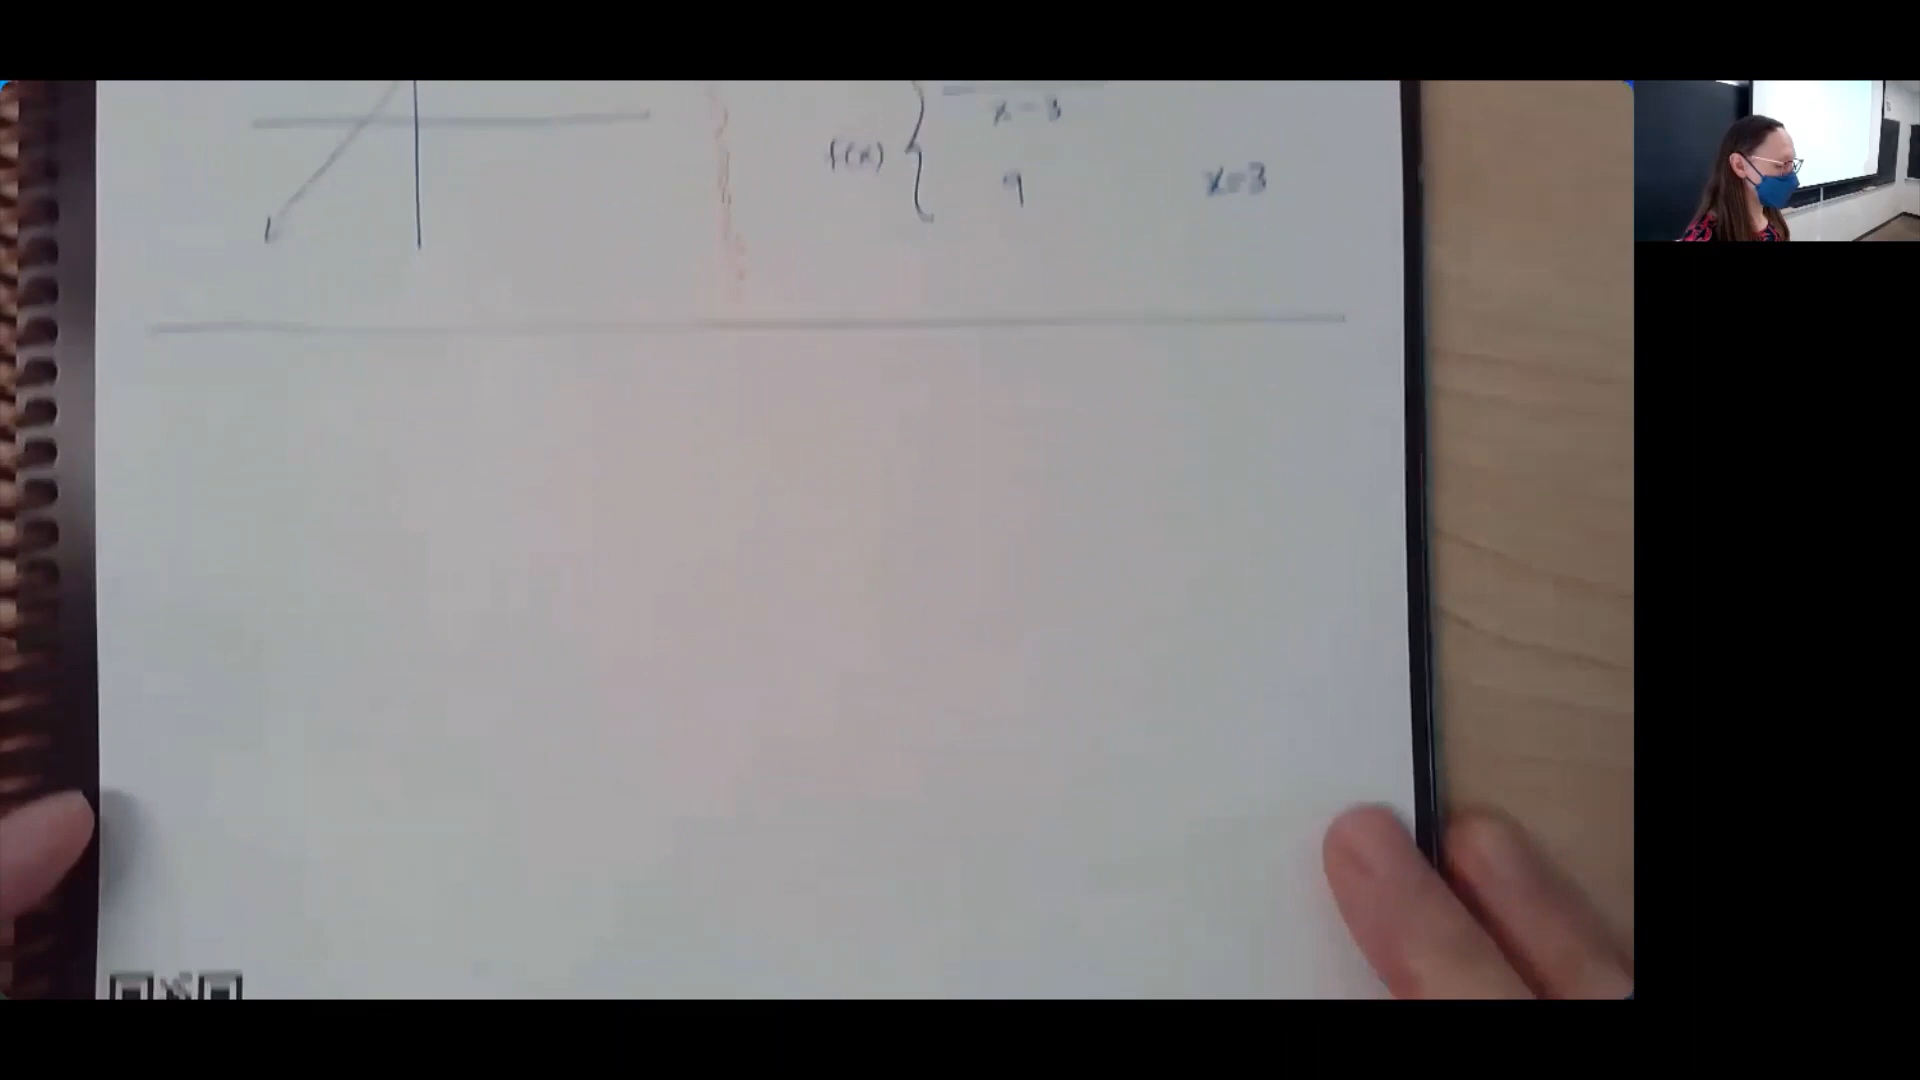 x - 3
f(x) {
9 x=3